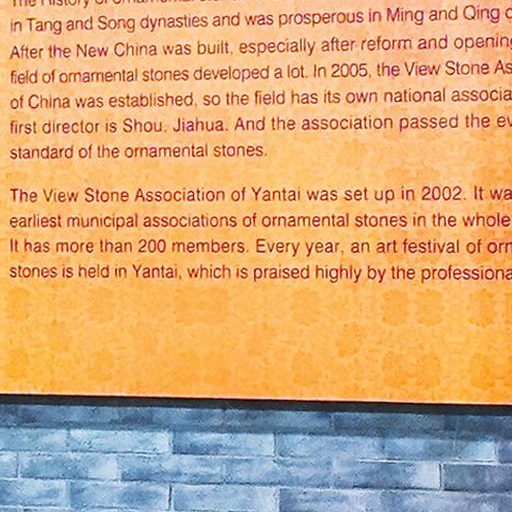 The History of
in Tang and Song dynasties and was prosperous in Ming and Qing
After the New China was built, especially after reform and opening
field of ornamental stones developed a lot. In 2005, the View Stone As
of China was established, so the field has its own national associa
first director is Shou, Jiahua. And the association passed the ev
standard of the ornamental stones.
The View Stone Association of Yantai was set up in 2002. It wa
earliest municipal associations of ornamental stones in the whole
It has more than 200 members. Every year, an art festival of orn
stones is held in Yantai, which is praised highly by the professiona